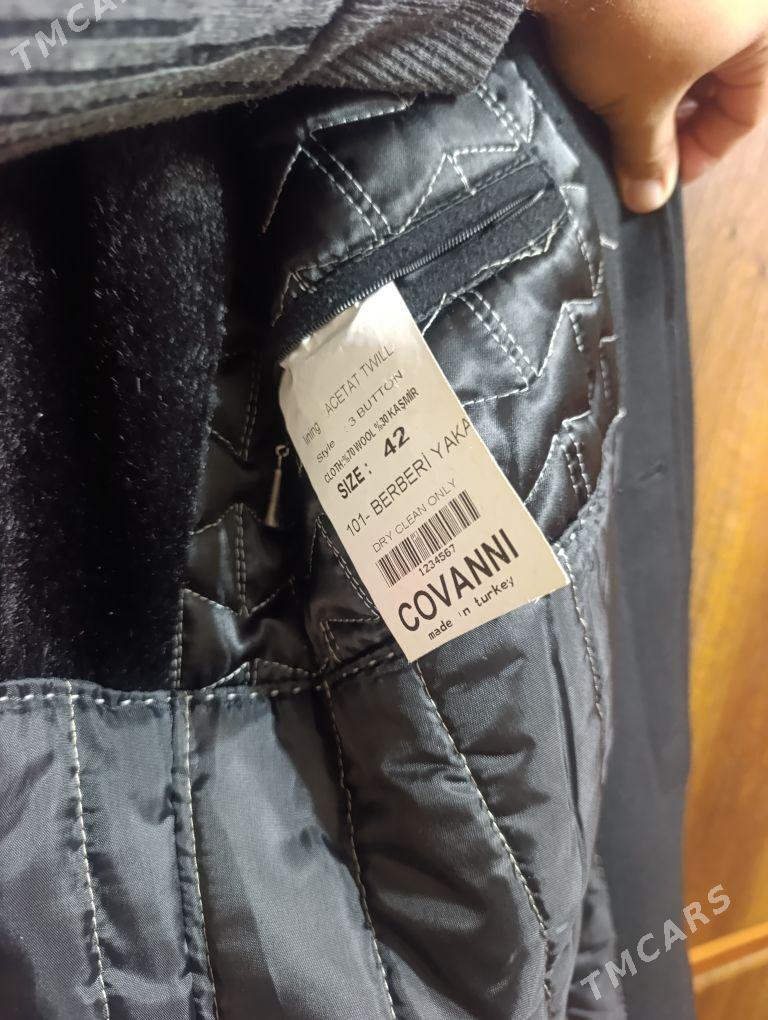 TMCARS
lining : ACETAT TWILL
Style : 3 BUTTON
CLOTH-%70 WOOL %30 KAŞMİR
SIZE : 42
101- BERBERİ YAKA
DRY CLEAN ONLY
1234567
COVANNI
made in turkey
TMCARS